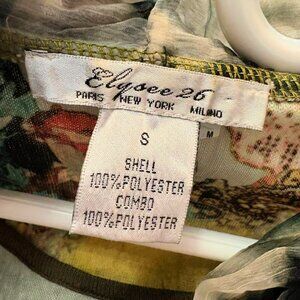 Elysee 26
PARIS NEW YORK MILANO
M
S
SHELL
100%POLYESTER
COMBO
100%POLYESTER